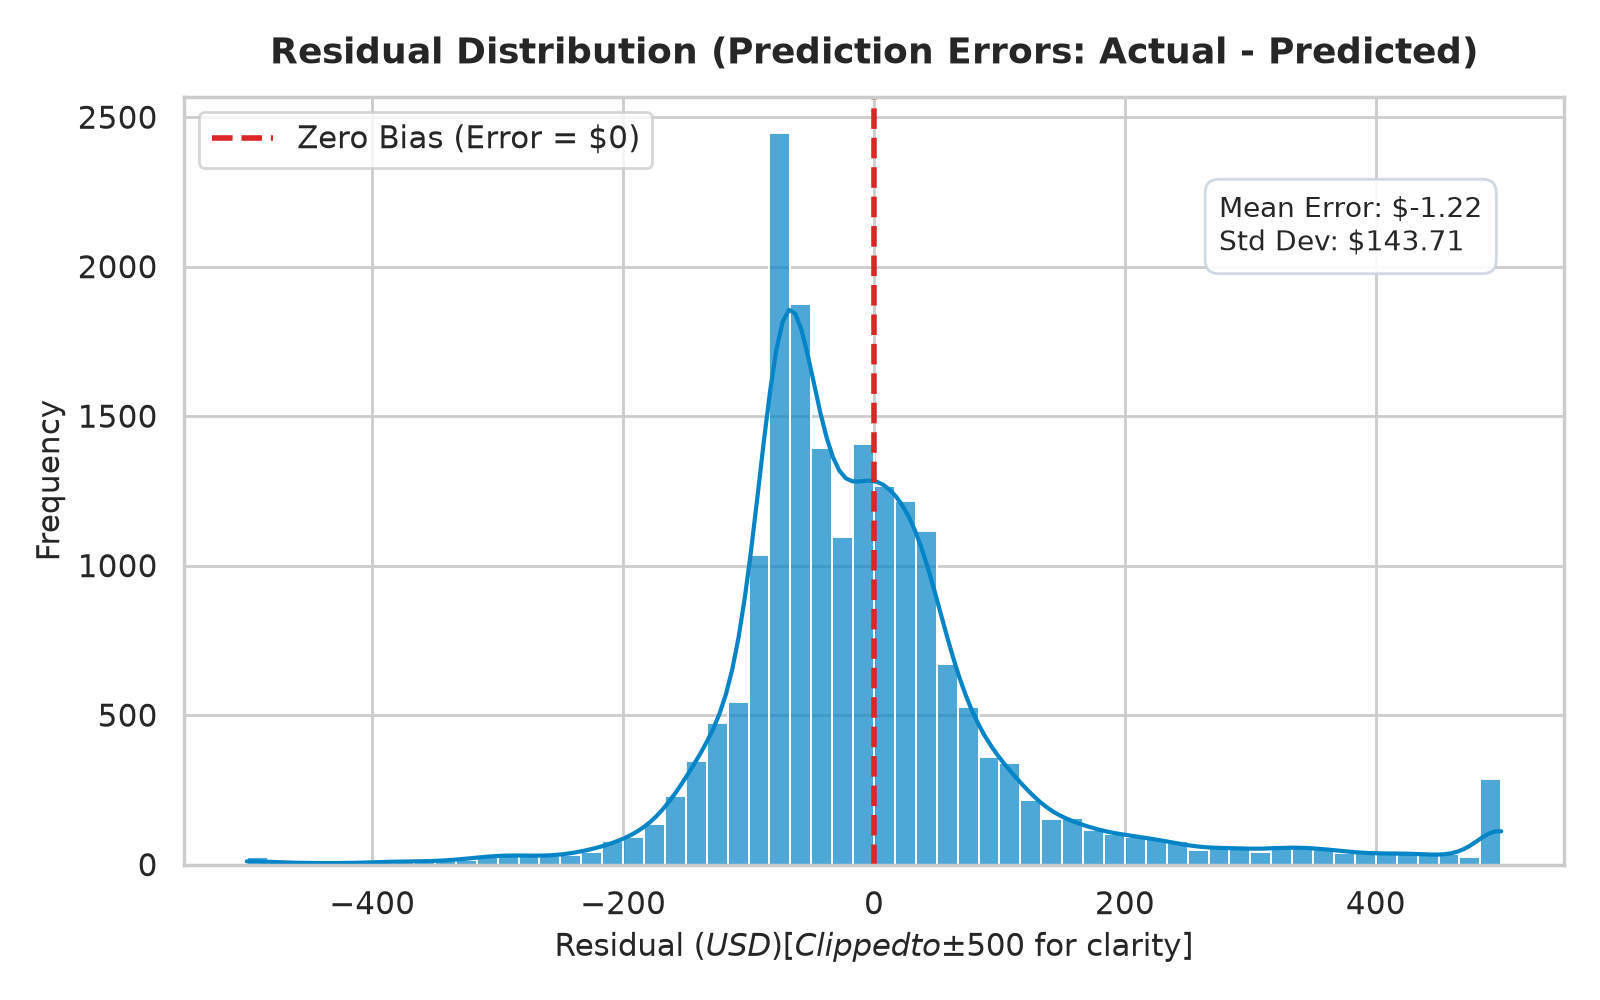 Residual Distribution (Prediction Errors: Actual - Predicted)
Zero Bias (Error = $0)
Mean Error: $-1.22
Std Dev: $143.71
Frequency
2500
2000
1500
1000
500
0
−400
−200
0
200
400
Residual (USD)[Clippedto±500 for clarity]